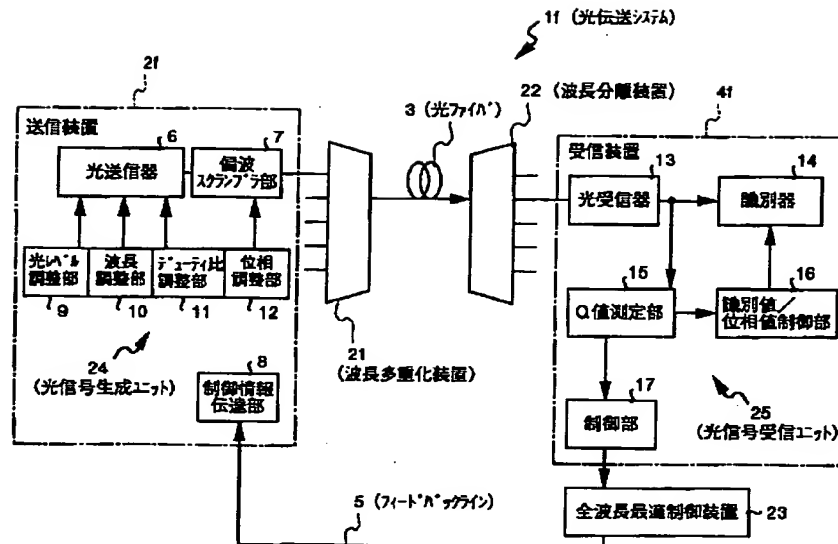 1f (光伝送システム)
2f
22 (波長分離装置)
4f
3 (光ファイバ)
送信装置
6
7
光送信器
偏波
スクランブラ部
受信装置
13
14
光受信器
識別器
光レベル
調整部
波長
調整部
デューティ比
調整部
位相
調整部
9
10
11
12
15
16
Q値測定部
識別値/
位相値制御部
24
(光信号生成ユニット)
21
(波長多重化装置)
8
制御情報
伝達部
17
制御部
25
(光信号受信ユニット)
5 (フィードバックライン)
全波長最適制御装置
23